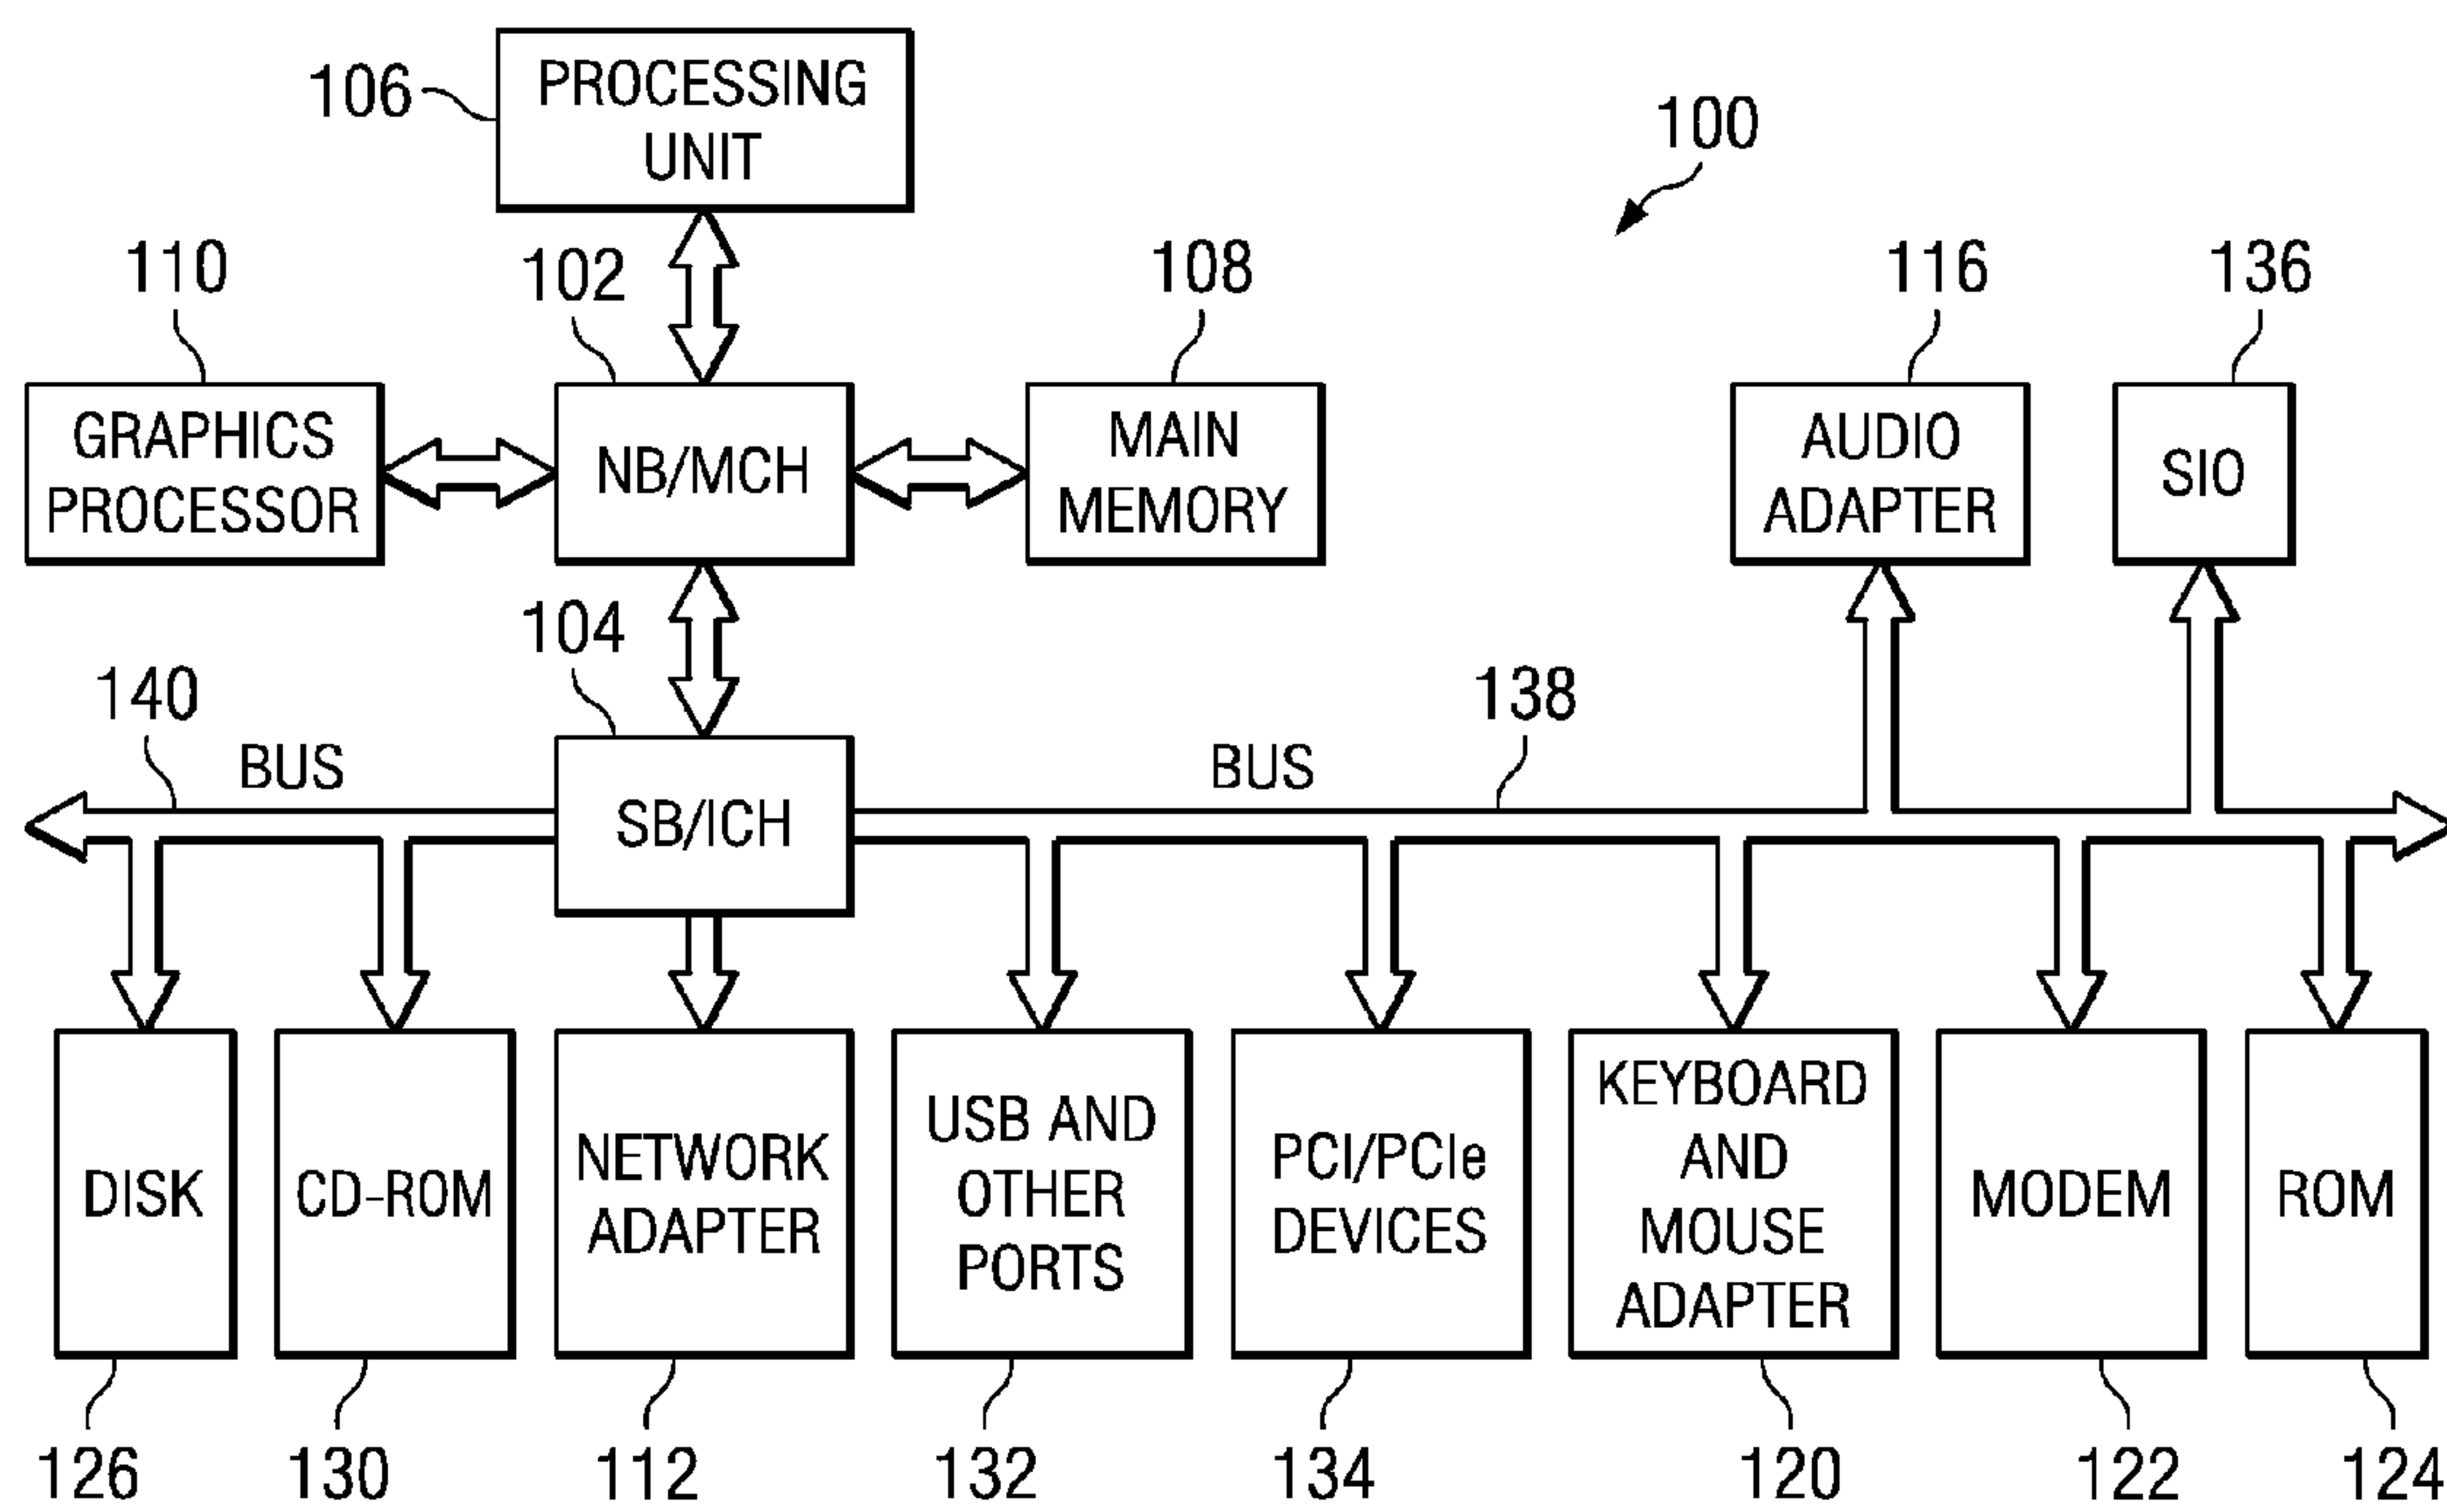 PROCESSING
UNIT
106
100
110
102
108
116
136
GRAPHICS
PROCESSOR
NB/MCH
MAIN
MEMORY
AUDIO
ADAPTER
SIO
104
140
BUS
138
BUS
SB/ICH
DISK
CD-ROM
NETWORK
ADAPTER
USB AND
OTHER
PORTS
PCI/PCIe
DEVICES
KEYBOARD
AND
MOUSE
ADAPTER
MODEM
ROM
126
130
112
132
134
120
122
124